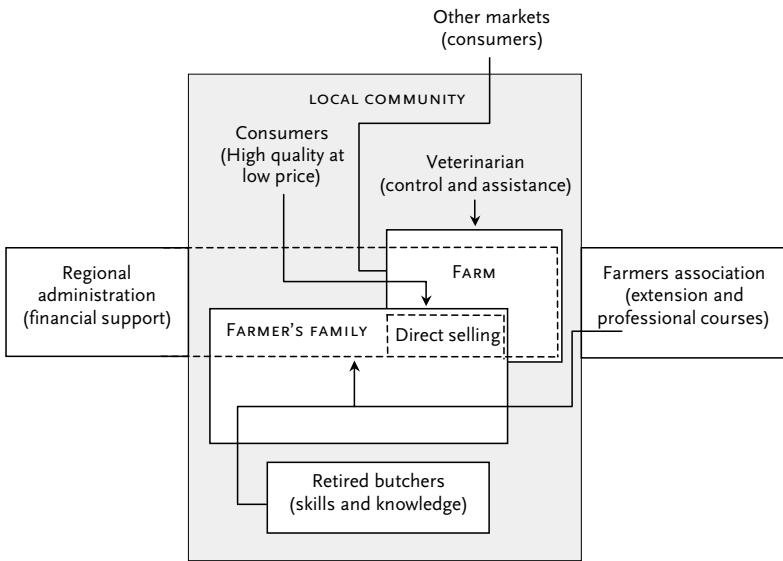 Other markets
(consumers)
LOCAL COMMUNITY
Consumers
(High quality at
low price)
Veterinarian
(control and assistance)
Regional
administration
(financial support)
FARM
Farmers association
(extension and
professional courses)
FARMER'S FAMILY
Direct selling
Retired butchers
(skills and knowledge)